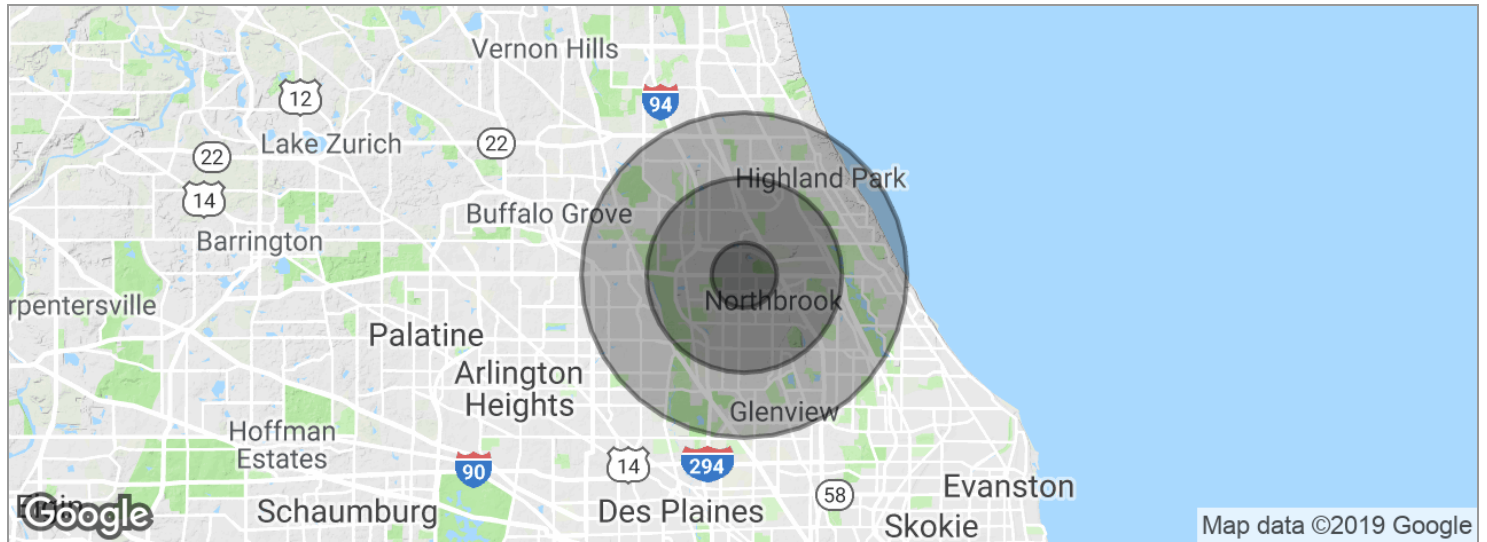 Vernon Hills
12
94
Lake Zurich
22
22
Highland Park
14
Buffalo Grove
Barrington
rpentersville
Northbrook
Palatine
Arlington
Heights
Glenview
Hoffman
Estates
90
14
294
Evanston
58
Elgin
Google
Schaumburg
Des Plaines
Skokie
Map data ©2019 Google